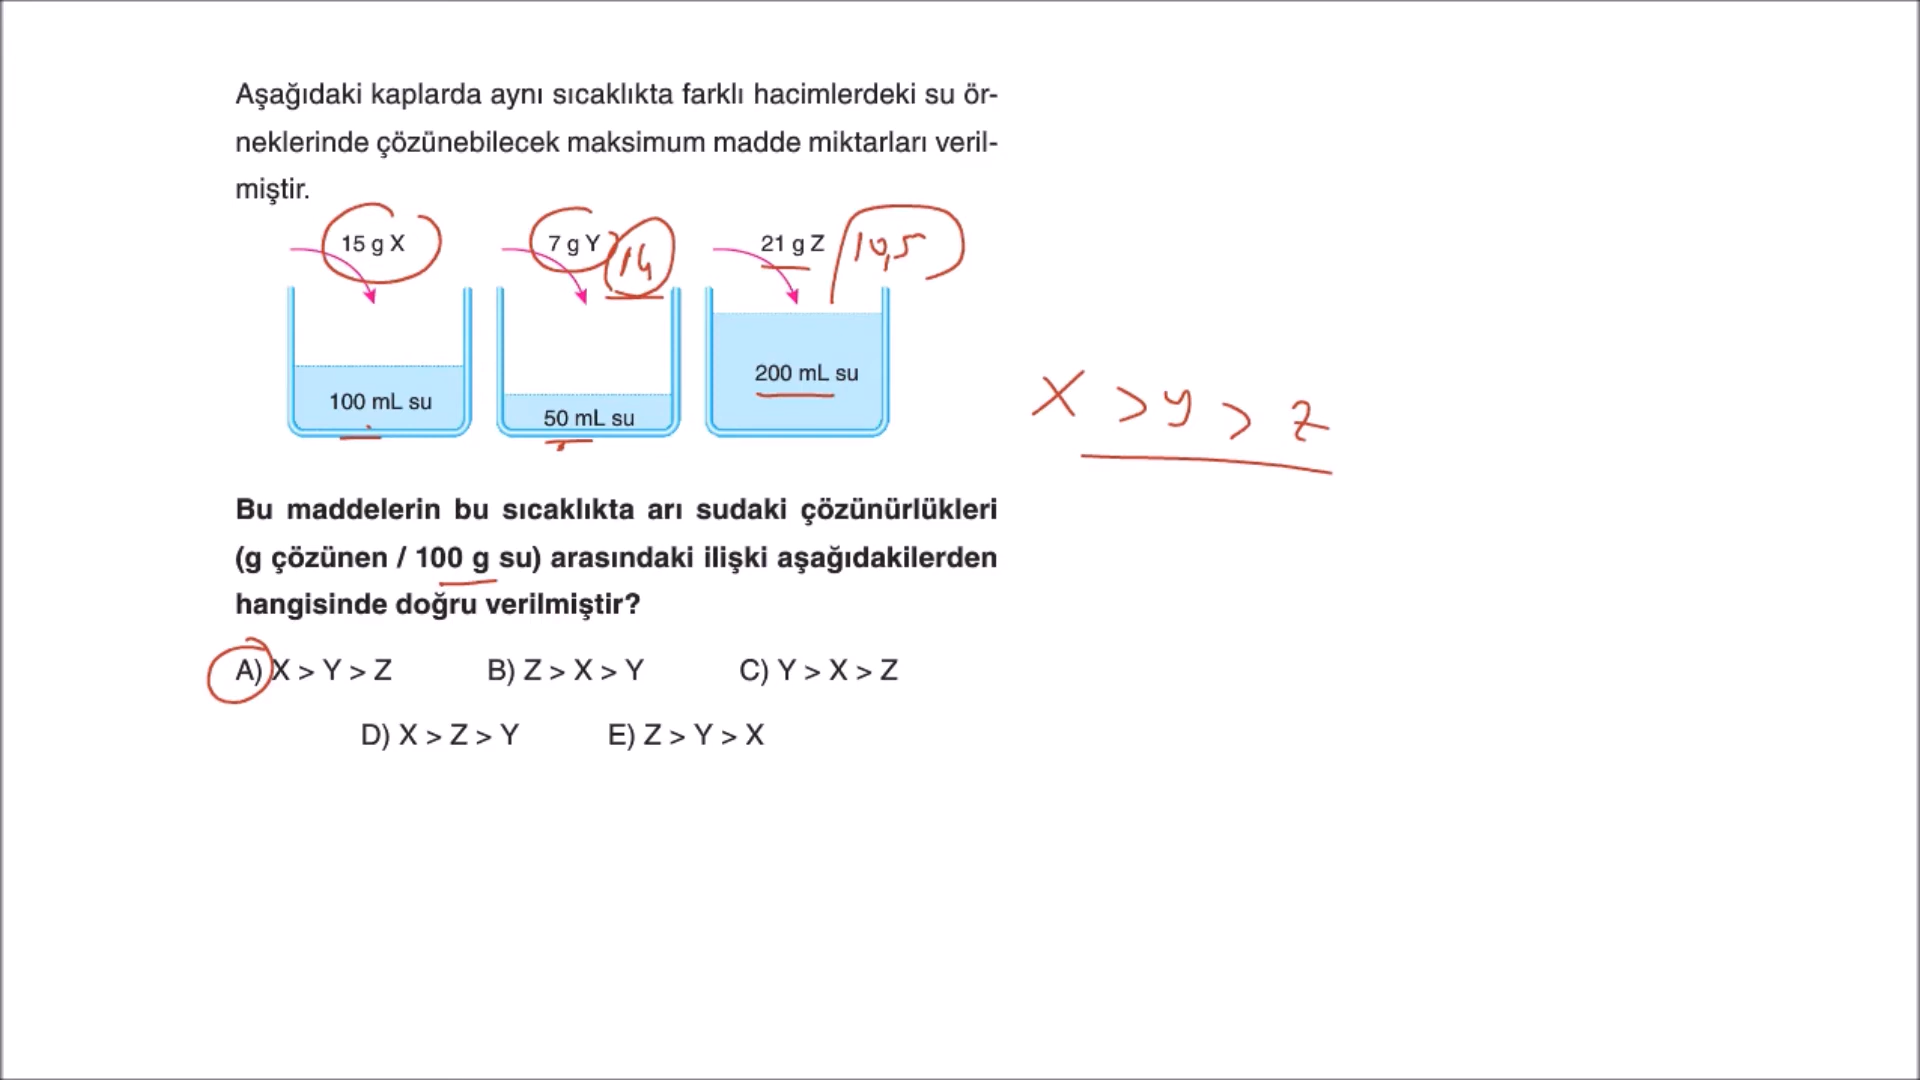 Aşağıdaki kaplarda aynı sıcaklıkta farklı hacimlerdeki su ör-
neklerinde çözünebilecek maksimum madde miktarları veril-
miştir.
15 g X
7 g Y
14
21 g Z
10,5
100 mL su
50 mL su
200 mL su
X > y > z
Bu maddelerin bu sıcaklıkta arı sudaki çözünürlükleri
(g çözünen / 100 g su) arasındaki ilişki aşağıdakilerden
hangisinde doğru verilmiştir?
A) X > Y > Z B) Z > X > Y C) Y > X > Z
D) X > Z > Y E) Z > Y > X